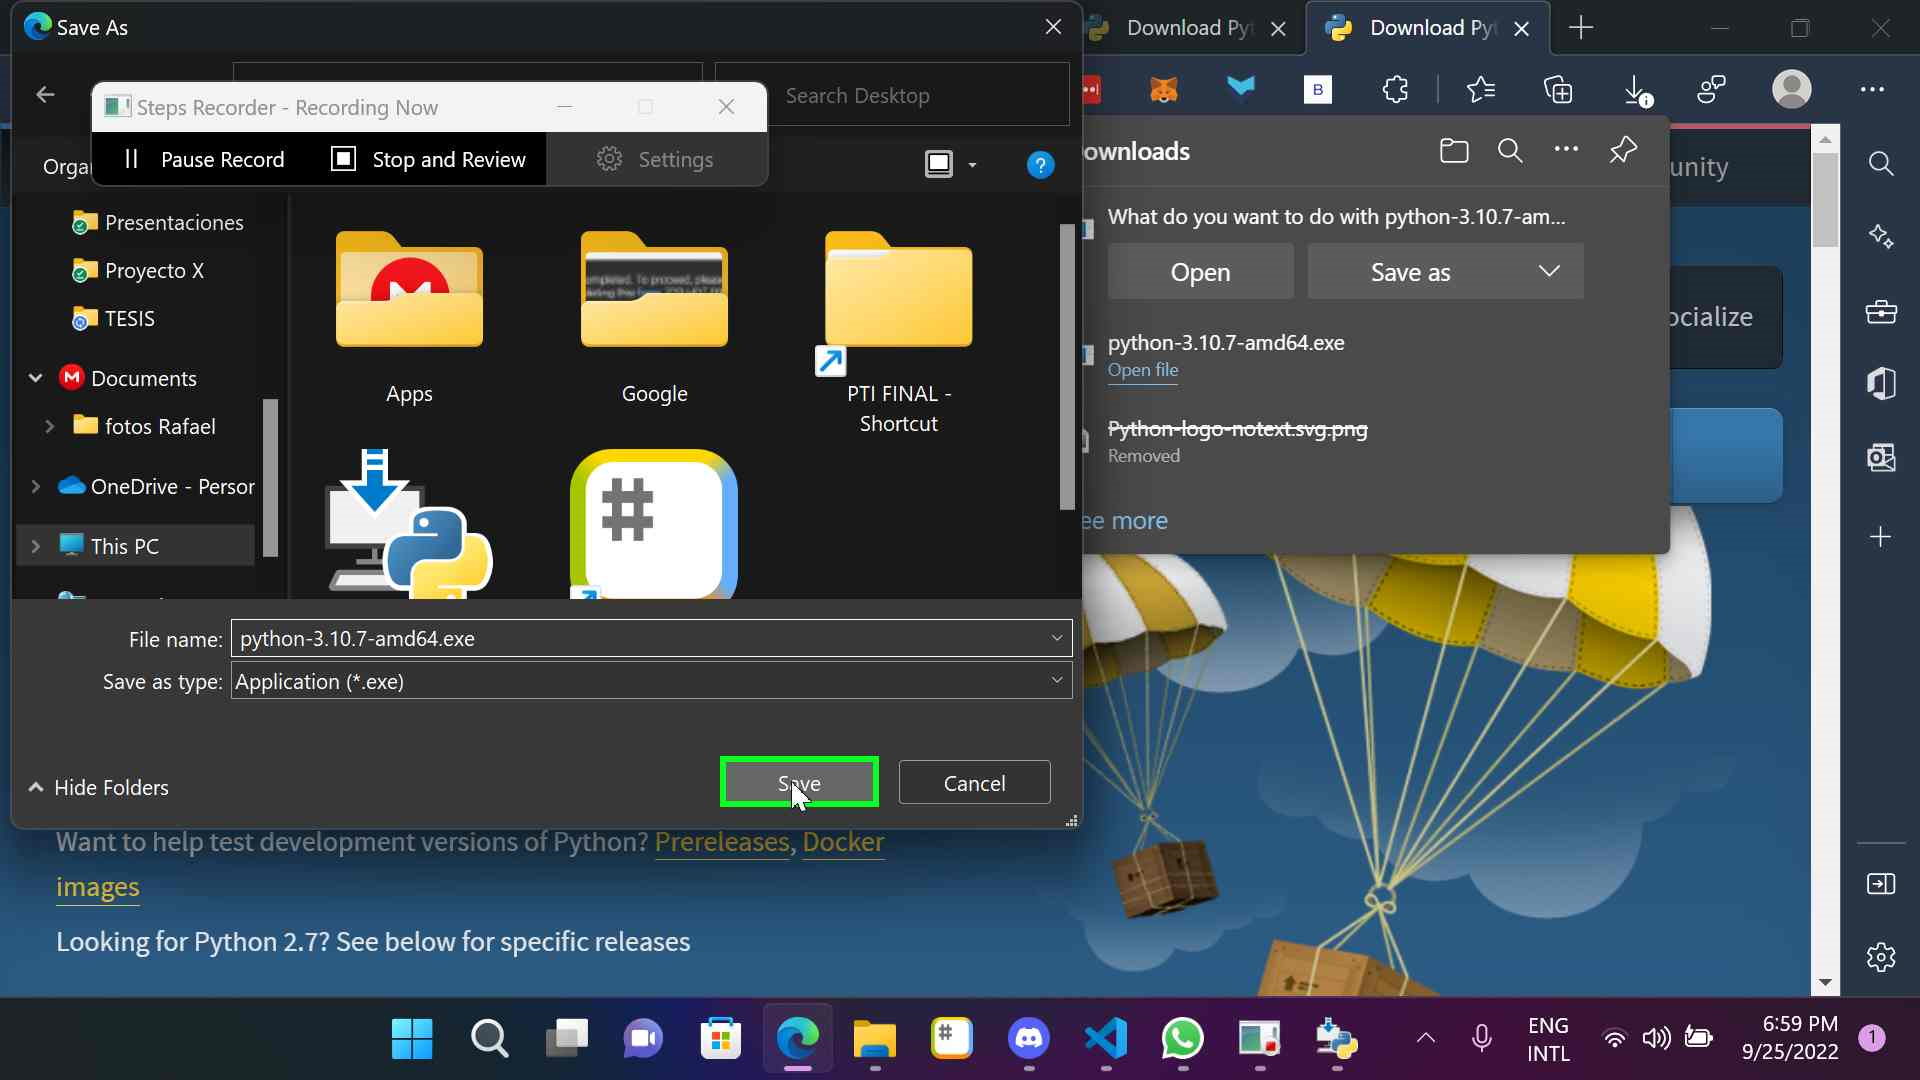 Save As
Download Py
Download Py
Steps Recorder - Recording Now
Search Desktop
B
Pause Record
Stop and Review
Settings
Orga
?
ownloads
unity
Presentaciones
Proyecto X
TESIS
Documents
fotos Rafael
OneDrive - Persor
This PC
Apps
Google
PTI FINAL -
Shortcut
#
What do you want to do with python-3.10.7-am...
Open
Save as
python-3.10.7-amd64.exe
Open file
Python-logo-notext.svg.png
Removed
ee more
ocialize
File name:
python-3.10.7-amd64.exe
Save as type:
Application (*.exe)
Hide Folders
Save
Cancel
Want to help test development versions of Python? Prereleases, Docker
images
Looking for Python 2.7? See below for specific releases
#
ENG
INTL
6:59 PM
9/25/2022
1